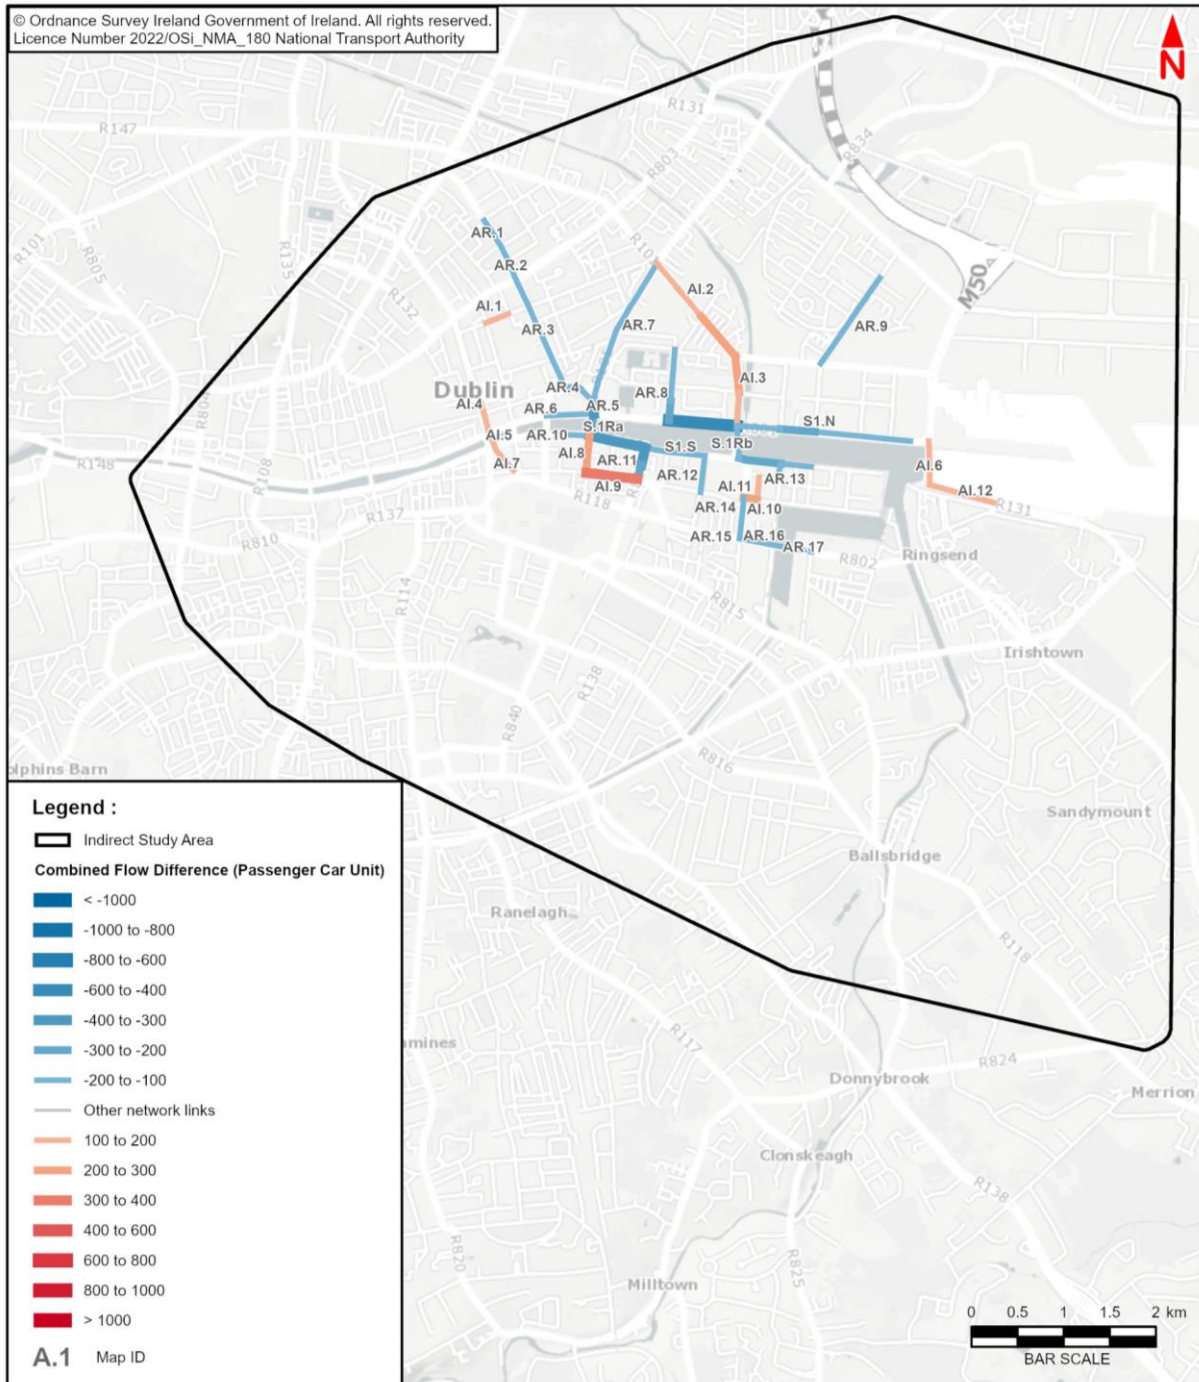 © Ordnance Survey Ireland Government of Ireland. All rights reserved.
Licence Number 2022/OSi_NMA_180 National Transport Authority
N
R131
R147
R834
R803
R101
R805
R135
R132
M50
AR.1
AR.2
AI.2
AI.1
AR.3
AR.7
AR.9
AI.3
Dublin
AR.4
AR.8
AI.4
AR.6
AR.5
S1.N
S.1Ra
AI.5
AR.10
S1.S
S.1Rb
R148
AI.7
AI.8
AR.11
AR.12
AR.13
AI.6
AI.9
AI.11
AI.12
R108
R118
AR.14
AI.10
R131
R137
R810
AR.15
AR.16
AR.17
R802
Ringsend
R114
R815
Irishtown
R138
R840
R816
olphins Barn
Sandymount
Ballsbridge
Ranelagh
R118
R117
amines
R824
Donnybrook
Merrion
Clonskeagh
R138
R820
R825
Milltown
Legend :
Indirect Study Area
Combined Flow Difference (Passenger Car Unit)
< -1000
-1000 to -800
-800 to -600
-600 to -400
-400 to -300
-300 to -200
-200 to -100
Other network links
100 to 200
200 to 300
300 to 400
400 to 600
600 to 800
800 to 1000
> 1000
A.1 Map ID
0 0.5 1 1.5 2 km
BAR SCALE